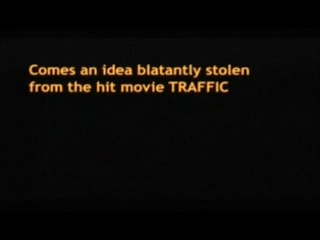 Comes an idea blatantly stolen
from the hit movie TRAFFIC